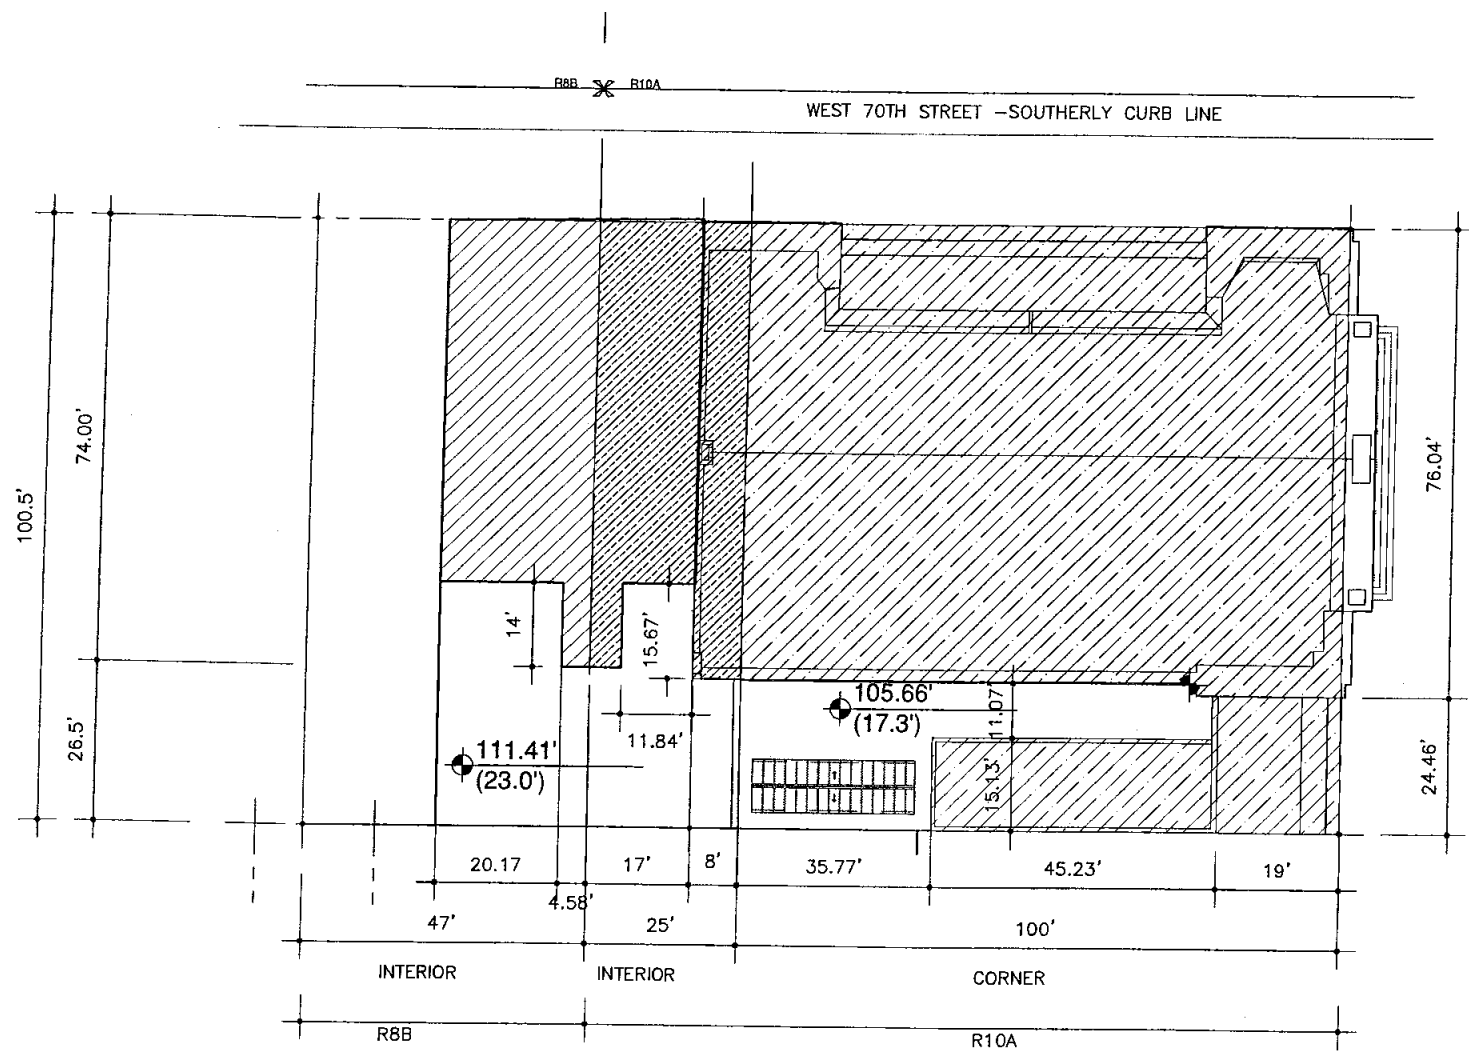 R8B R10A
WEST 70TH STREET -SOUTHERLY CURB LINE
100.5'
74.00'
76.04'
14'
15.67'
105.66'
(17.3')
11.07'
26.5'
11.84'
111.41'
(23.0')
15.13'
24.46'
20.17 17' 8' 35.77' 45.23' 19'
4.58'
47' 25' 100'
INTERIOR INTERIOR CORNER
R8B R10A